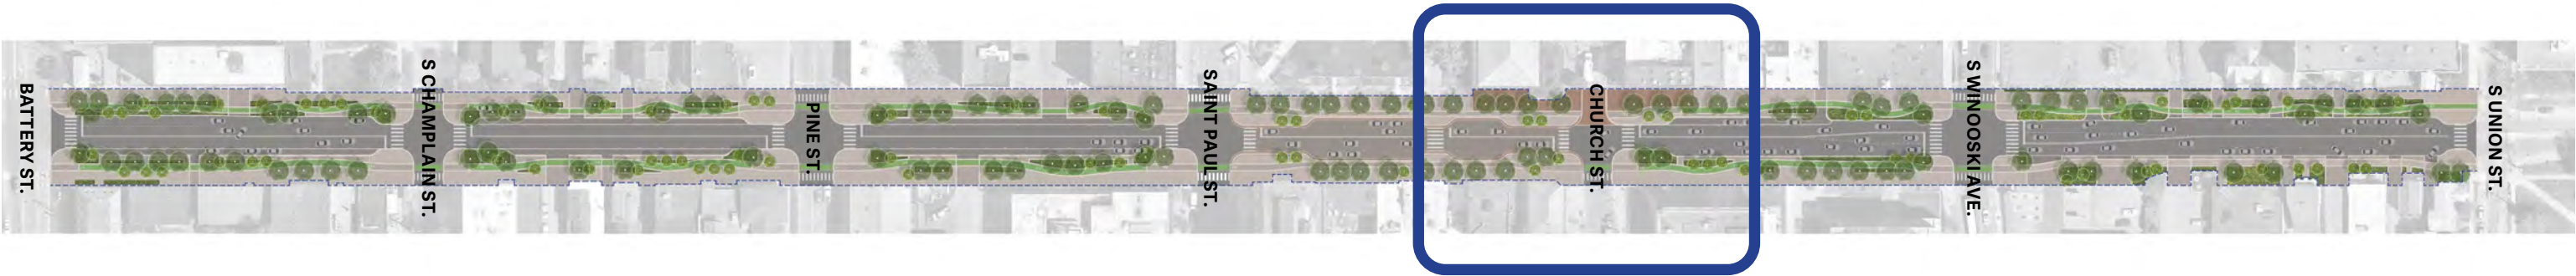 BATTERY ST.
S CHAMPLAIN ST.
PINE ST.
SAINT PAUL ST.
CHURCH ST.
S WINOOSKI AVE.
S UNION ST.